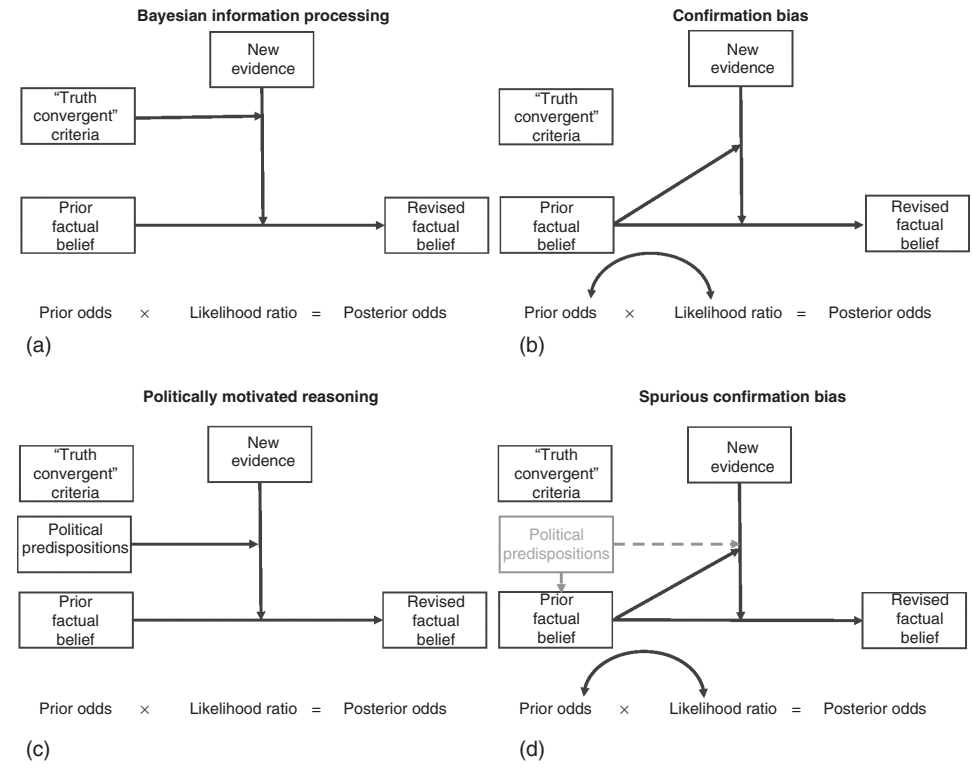 Bayesian information processing
New
evidence
“Truth
convergent”
criteria
Prior
factual
belief
Revised
factual
belief
Prior odds × Likelihood ratio = Posterior odds
(a)
Confirmation bias
New
evidence
“Truth
convergent”
criteria
Prior
factual
belief
Revised
factual
belief
Prior odds × Likelihood ratio = Posterior odds
(b)
Politically motivated reasoning
New
evidence
“Truth
convergent”
criteria
Political
predispositions
Prior
factual
belief
Revised
factual
belief
Prior odds × Likelihood ratio = Posterior odds
(c)
Spurious confirmation bias
New
evidence
“Truth
convergent”
criteria
Political
predispositions
Prior
factual
belief
Revised
factual
belief
Prior odds × Likelihood ratio = Posterior odds
(d)